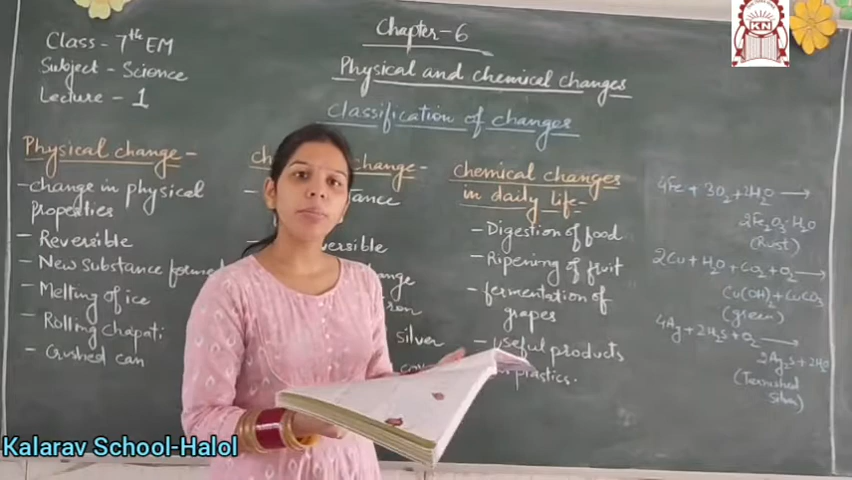 Class - 7th EM
Subject - Science
Lecture - 1
Chapter - 6
Physical and chemical changes
Classification of changes
Physical change -
- change in physical
Properties
- Reversible
- New Substance formed
- Melting of ice
- Rolling chapati
- Crushed can
change -
silver
Chemical changes
in daily life -
- Digestion of food
- Ripening of fruit
- fermentation of
grapes
- useful products
plastics.
4Fe + 3O2 + 2H2O →
2Fe2O3·H2O
(Rust)
2Cu + H2O + CO2 + O2 →
Cu(OH)2 + CuCO3
(green)
4Ag + 2H2S + O2 →
2Ag2S + 2H2O
(Tarnished
Silver)
KN
Kalarav School-Halol